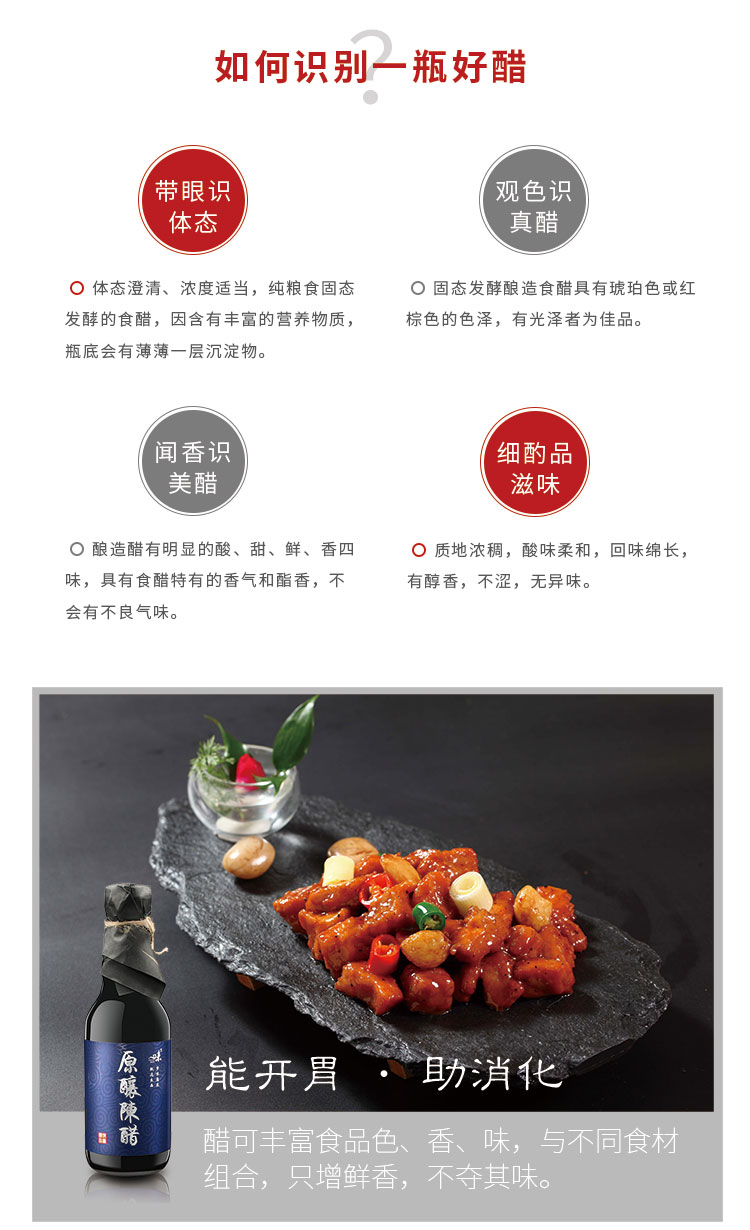 如何识别一瓶好醋
?
带眼识
体态
体态澄清、浓度适当，纯粮食固态
发酵的食醋，因含有丰富的营养物质，
瓶底会有薄薄一层沉淀物。
观色识
真醋
固态发酵酿造食醋具有琥珀色或红
棕色的色泽，有光泽者为佳品。
闻香识
美醋
酿造醋有明显的酸、甜、鲜、香四
味，具有食醋特有的香气和酯香，不
会有不良气味。
细酌品
滋味
质地浓稠，酸味柔和，回味绵长，
有醇香，不涩，无异味。
原釀陳醋
能开胃 · 助消化
醋可丰富食品色、香、味，与不同食材
组合，只增鲜香，不夺其味。